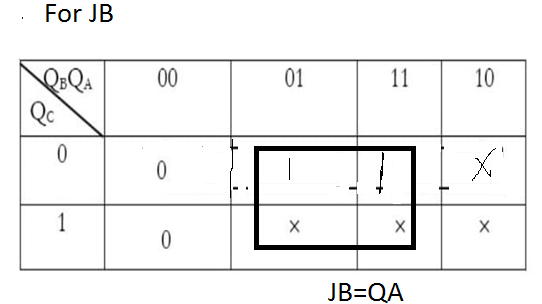 For JB
QBQA 00 01 11 10
QC
0 0 1 1 X
1 0 x x x
JB=QA